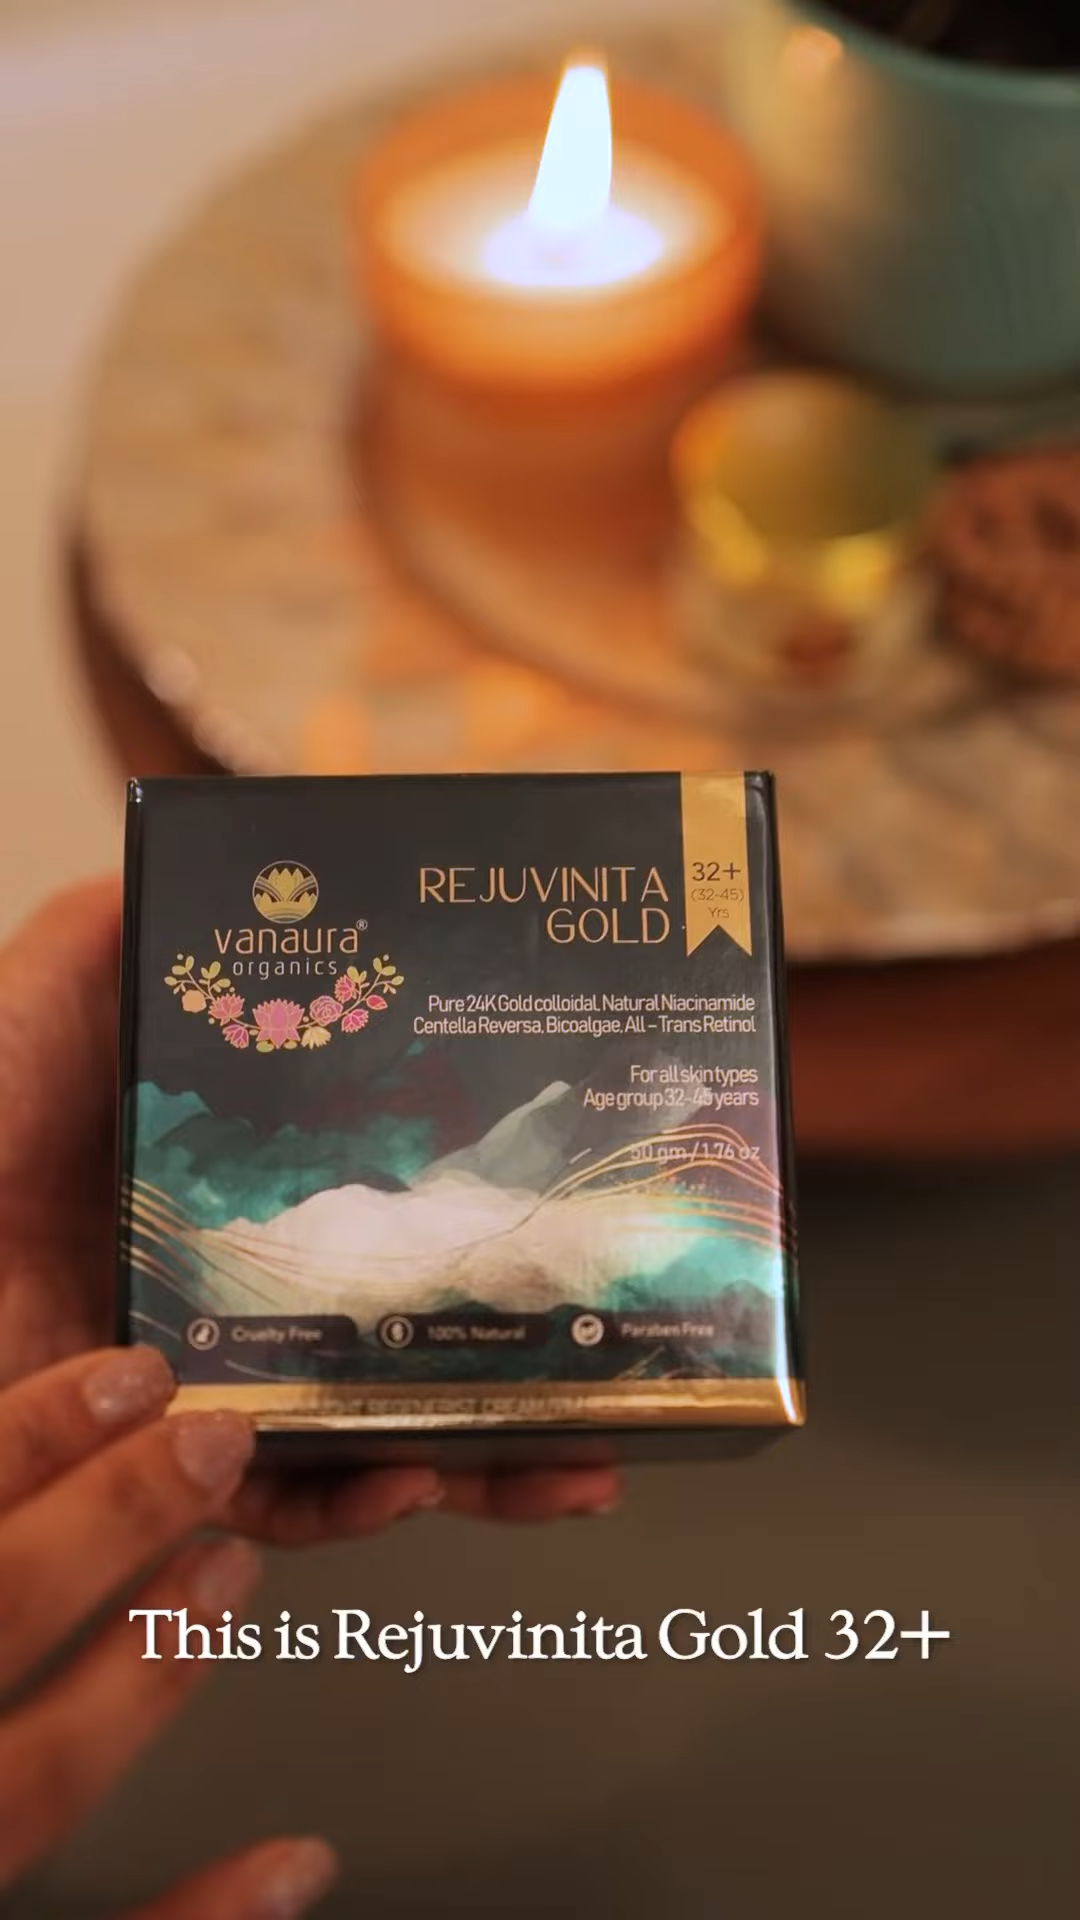 vanaura®
organics
REJUVINITA
GOLD
32+
(32-45)
Yrs
Pure 24K Gold colloidal, Natural Niacinamide
Centella Reversa, Bicoalgae, All – Trans Retinol
For all skin types
Age group 32-45 years
50 gm / 1.76 oz
Cruelty Free
100% Natural
Paraben Free
REGENERIST CREAM
This is Rejuvinita Gold 32+